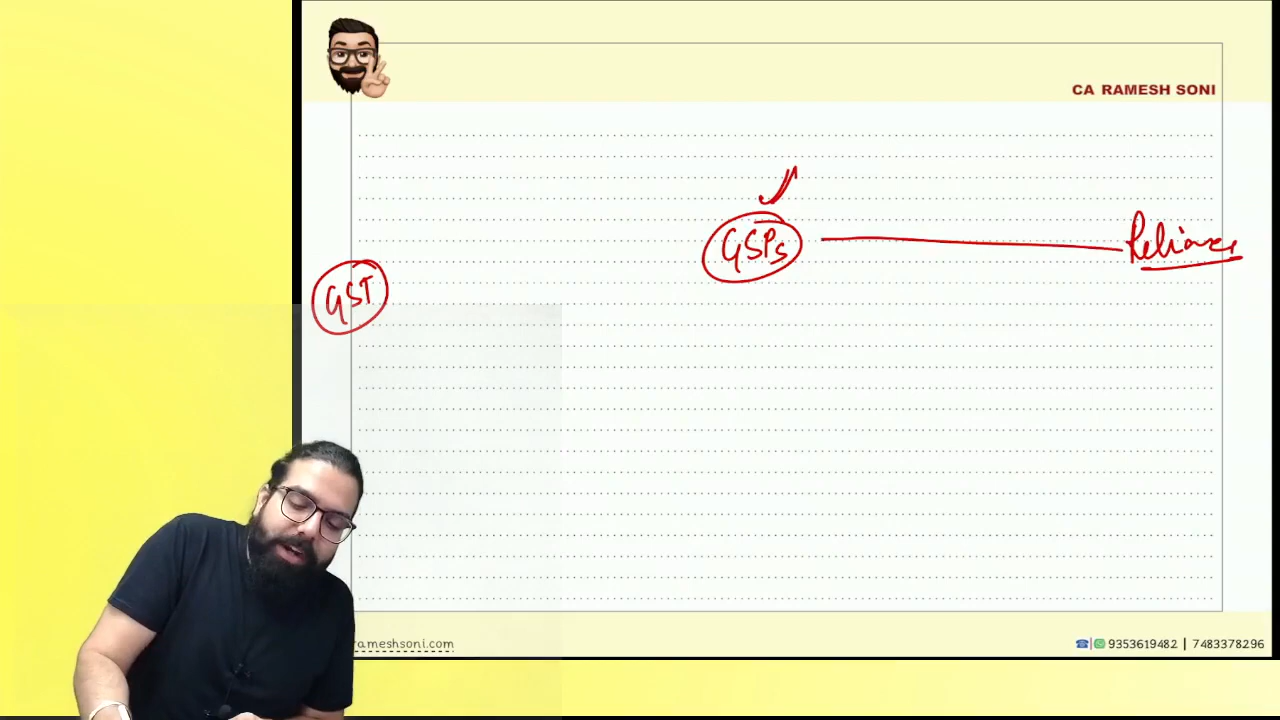 CA RAMESH SONI
GSPs
Reliance
GST
rameshsoni.com
9353619482 | 7483378296